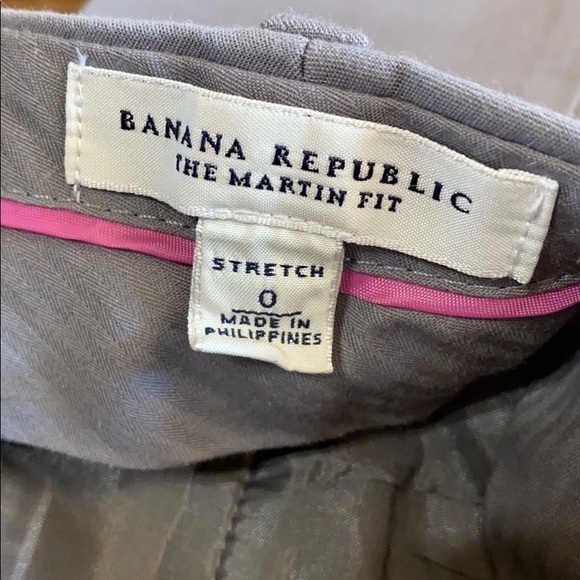 BANANA REPUBLIC
THE MARTIN FIT
STRETCH
0
MADE IN
PHILIPPINES